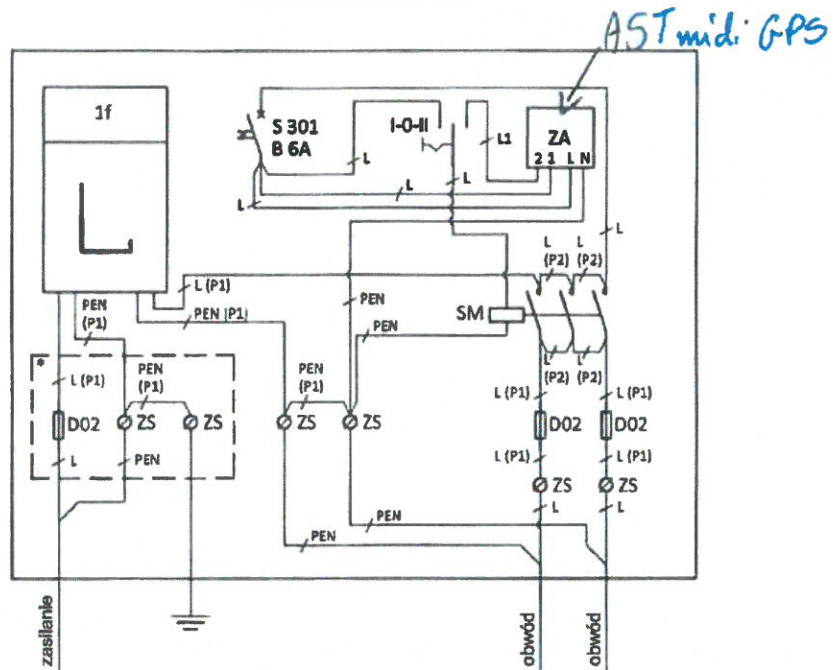 AST midi GPS
1f
S 301
B 6A
I-0-II
L1
ZA
2 1 L N
L
L
L
L
L
L (P1)
PEN (P1)
PEN
(P1)
PEN
PEN
SM
L
(P2)
L
(P2)
L
(P2)
L
(P2)
*
L (P1)
PEN
(P1)
D02
ZS
ZS
L
PEN
PEN
(P1)
ZS
ZS
L (P1)
L (P1)
D02
D02
L (P1)
L (P1)
ZS
ZS
L
L
PEN
PEN
zasilanie
obwód
obwód